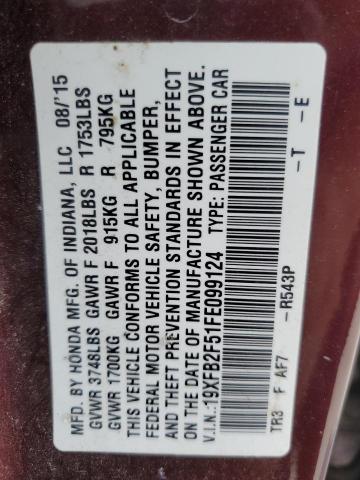 MFD. BY HONDA MFG. OF INDIANA, LLC 08/'15
GVWR 3748LBS GAWR F 2018LBS R 1753LBS
GVWR 1700KG GAWR F 915KG R 795KG
THIS VEHICLE CONFORMS TO ALL APPLICABLE
FEDERAL MOTOR VEHICLE SAFETY, BUMPER,
AND THEFT PREVENTION STANDARDS IN EFFECT
ON THE DATE OF MANUFACTURE SHOWN ABOVE.
V.I.N.:19XFB2F51FE099124 TYPE: PASSENGER CAR
-R543P -T -E
TR3 F AF7